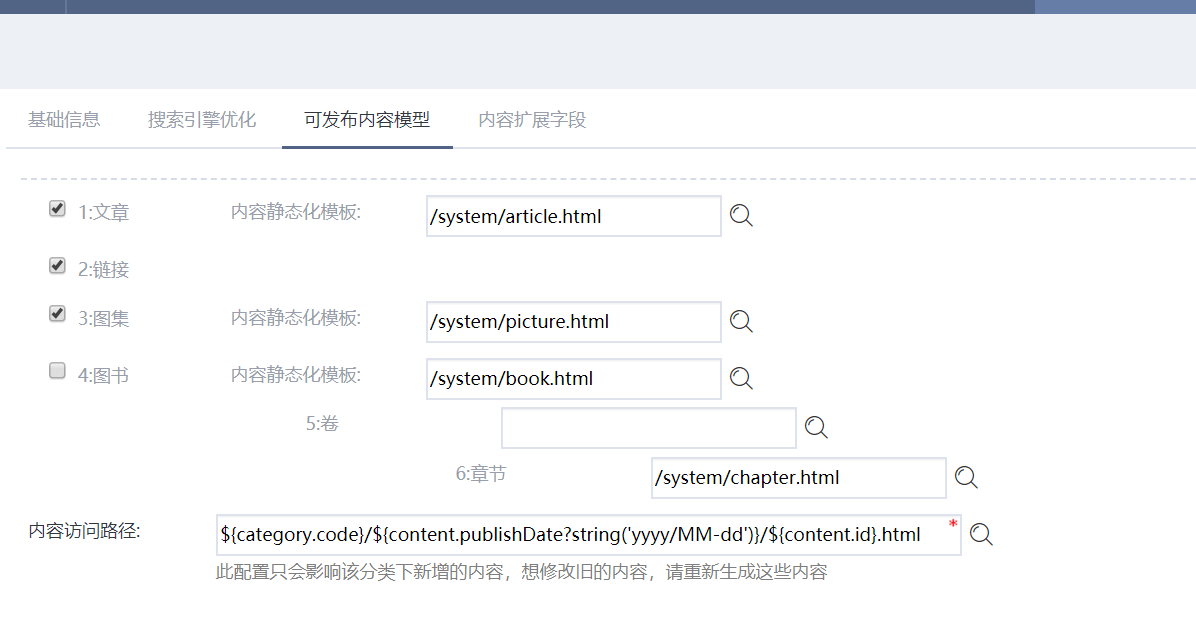 基础信息 搜索引擎优化 可发布内容模型 内容扩展字段
1:文章 内容静态化模板: /system/article.html
2:链接
3:图集 内容静态化模板: /system/picture.html
4:图书 内容静态化模板: /system/book.html
5:卷
6:章节 /system/chapter.html
内容访问路径: ${category.code}/${content.publishDate?string('yyyy/MM-dd')}/${content.id}.html *
此配置只会影响该分类下新增的内容，想修改旧的内容，请重新生成这些内容